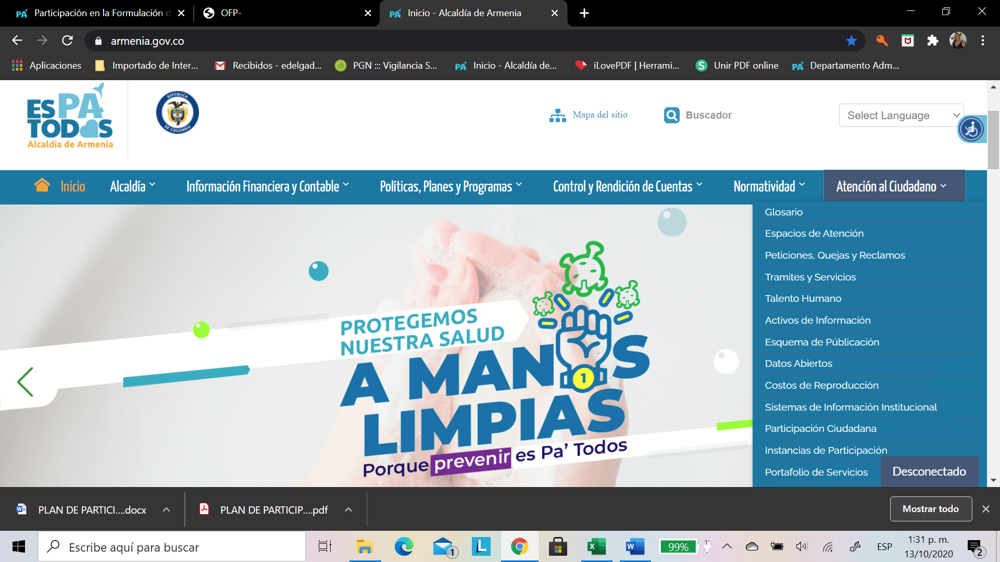 Participación en la Formulación d
OFP-
Inicio - Alcaldía de Armenia
armenia.gov.co
Aplicaciones
Importado de Inter...
Recibidos - edelgad...
PGN ::: Vigilancia S...
Inicio - Alcaldía de...
iLovePDF | Herrami...
Unir PDF online
Departamento Adm...
ES PA'
TODOS
Alcaldía de Armenia
REPÚBLICA
DE COLOMBIA
Mapa del sitio
Buscador
Select Language
Inicio
Alcaldía
Información Financiera y Contable
Políticas, Planes y Programas
Control y Rendición de Cuentas
Normatividad
Atención al Ciudadano
Glosario
Espacios de Atención
Peticiones, Quejas y Reclamos
Tramites y Servicios
Talento Humano
Activos de Información
Esquema de Públicación
Datos Abiertos
Costos de Reproducción
Sistemas de Información Institucional
Participación Ciudadana
Instancias de Participación
Portafolio de Servicios
Desconectado
PROTEGEMOS
NUESTRA SALUD
A MANOS
1
LIMPIAS
Porque prevenir es Pa' Todos
PLAN DE PARTICI....docx
PLAN DE PARTICIP....pdf
Mostrar todo
Escribe aquí para buscar
1
99%
ESP
1:31 p. m.
13/10/2020
2